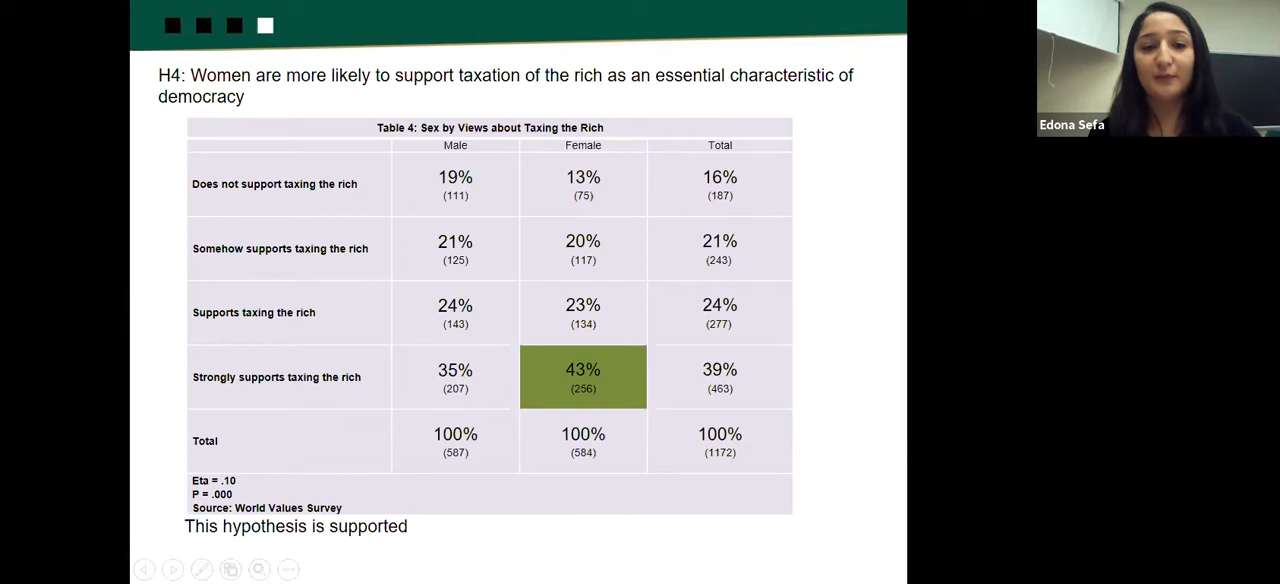 H4: Women are more likely to support taxation of the rich as an essential characteristic of
democracy
Table 4: Sex by Views about Taxing the Rich
Male Female Total
Does not support taxing the rich 19% 13% 16%
(111) (75) (187)
Somehow supports taxing the rich 21% 20% 21%
(125) (117) (243)
Supports taxing the rich 24% 23% 24%
(143) (134) (277)
Strongly supports taxing the rich 35% 43% 39%
(207) (256) (463)
Total 100% 100% 100%
(587) (584) (1172)
Eta = .10
P = .000
Source: World Values Survey
This hypothesis is supported
Edona Sefa